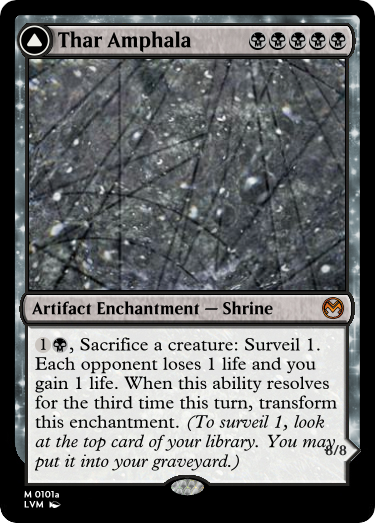 Thar Amphala
Artifact Enchantment — Shrine
1, Sacrifice a creature: Surveil 1.
Each opponent loses 1 life and you
gain 1 life. When this ability resolves
for the third time this turn, transform
this enchantment. (To surveil 1, look
at the top card of your library. You may
put it into your graveyard.)
8/8
M 0101a
LVM